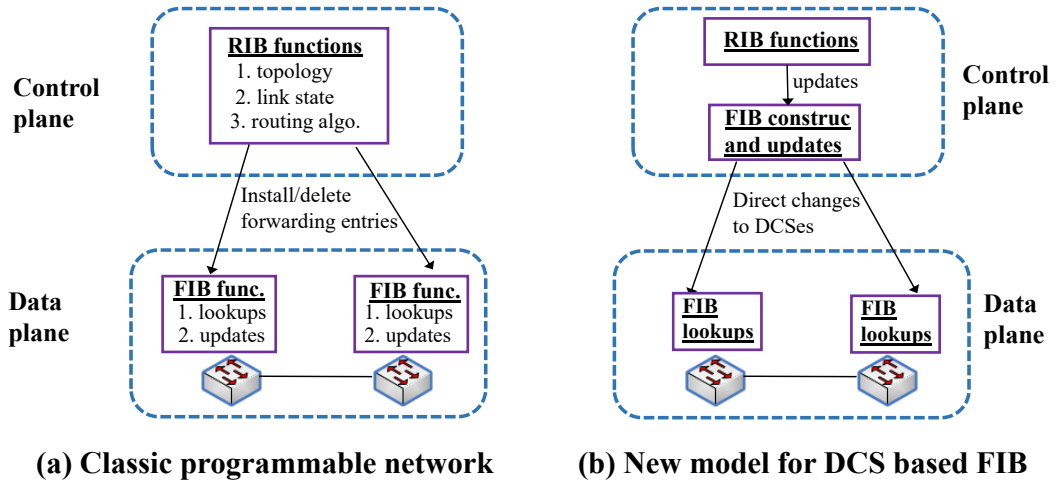 Control
plane
RIB functions
1. topology
2. link state
3. routing algo.
Install/delete
forwarding entries
Data
plane
FIB func.
1. lookups
2. updates
FIB func.
1. lookups
2. updates
(a) Classic programmable network
RIB functions
updates
FIB construc
and updates
Control
plane
Direct changes
to DCSes
FIB
lookups
FIB
lookups
Data
plane
(b) New model for DCS based FIB